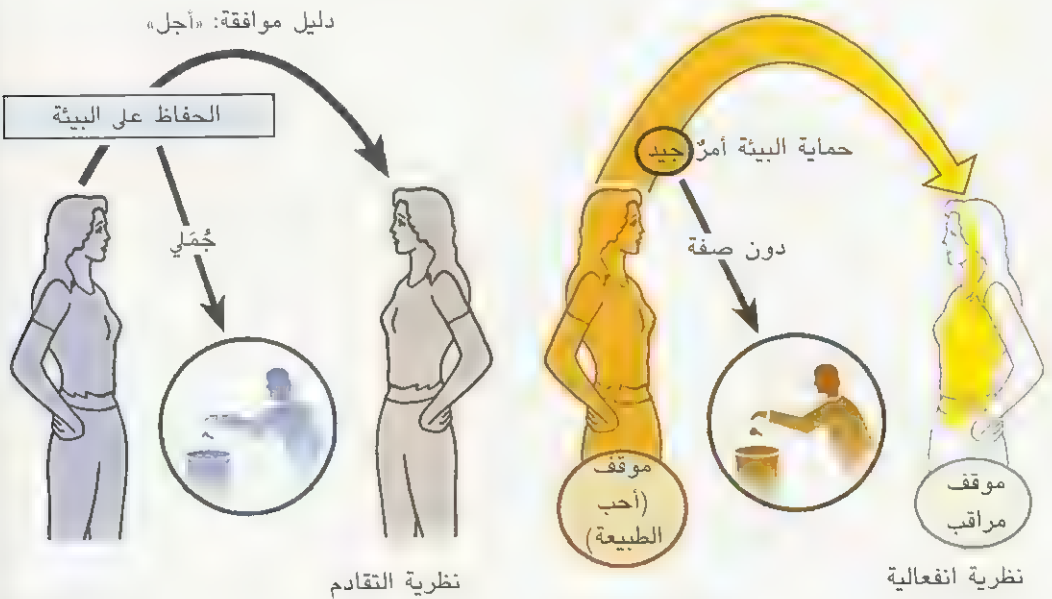 دليل موافقة: «أجل»
الحفاظ على البيئة
جُمَلي
نظرية التقادم
حماية البيئة أمرٌ جيد
دون صفة
موقف
(أحب
الطبيعة)
موقف
مراقب
نظرية انفعالية